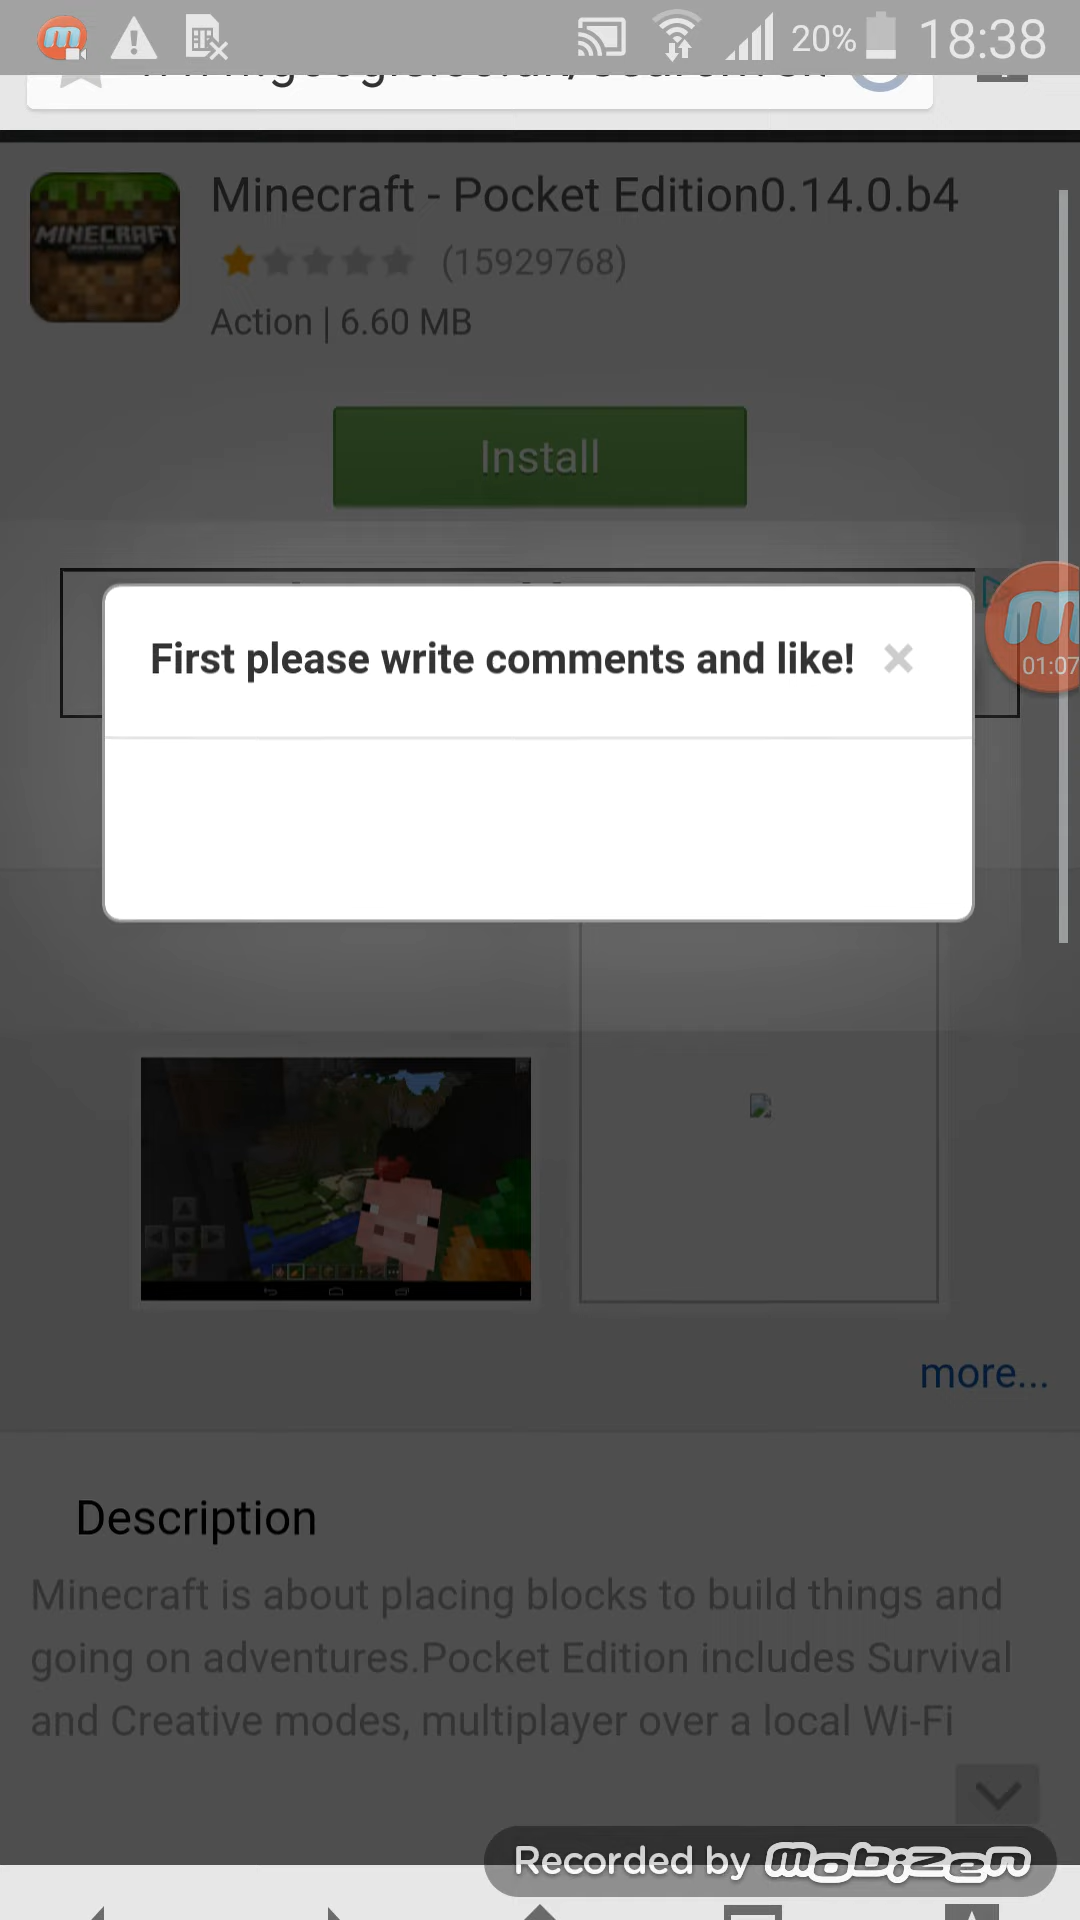 20% 18:38
MINECRAFT
Minecraft - Pocket Edition0.14.0.b4
(15929768)
Action | 6.60 MB
Install
First please write comments and like! ×
01:07
more...
Description
Minecraft is about placing blocks to build things and
going on adventures.Pocket Edition includes Survival
and Creative modes, multiplayer over a local Wi-Fi
Recorded by mobizen